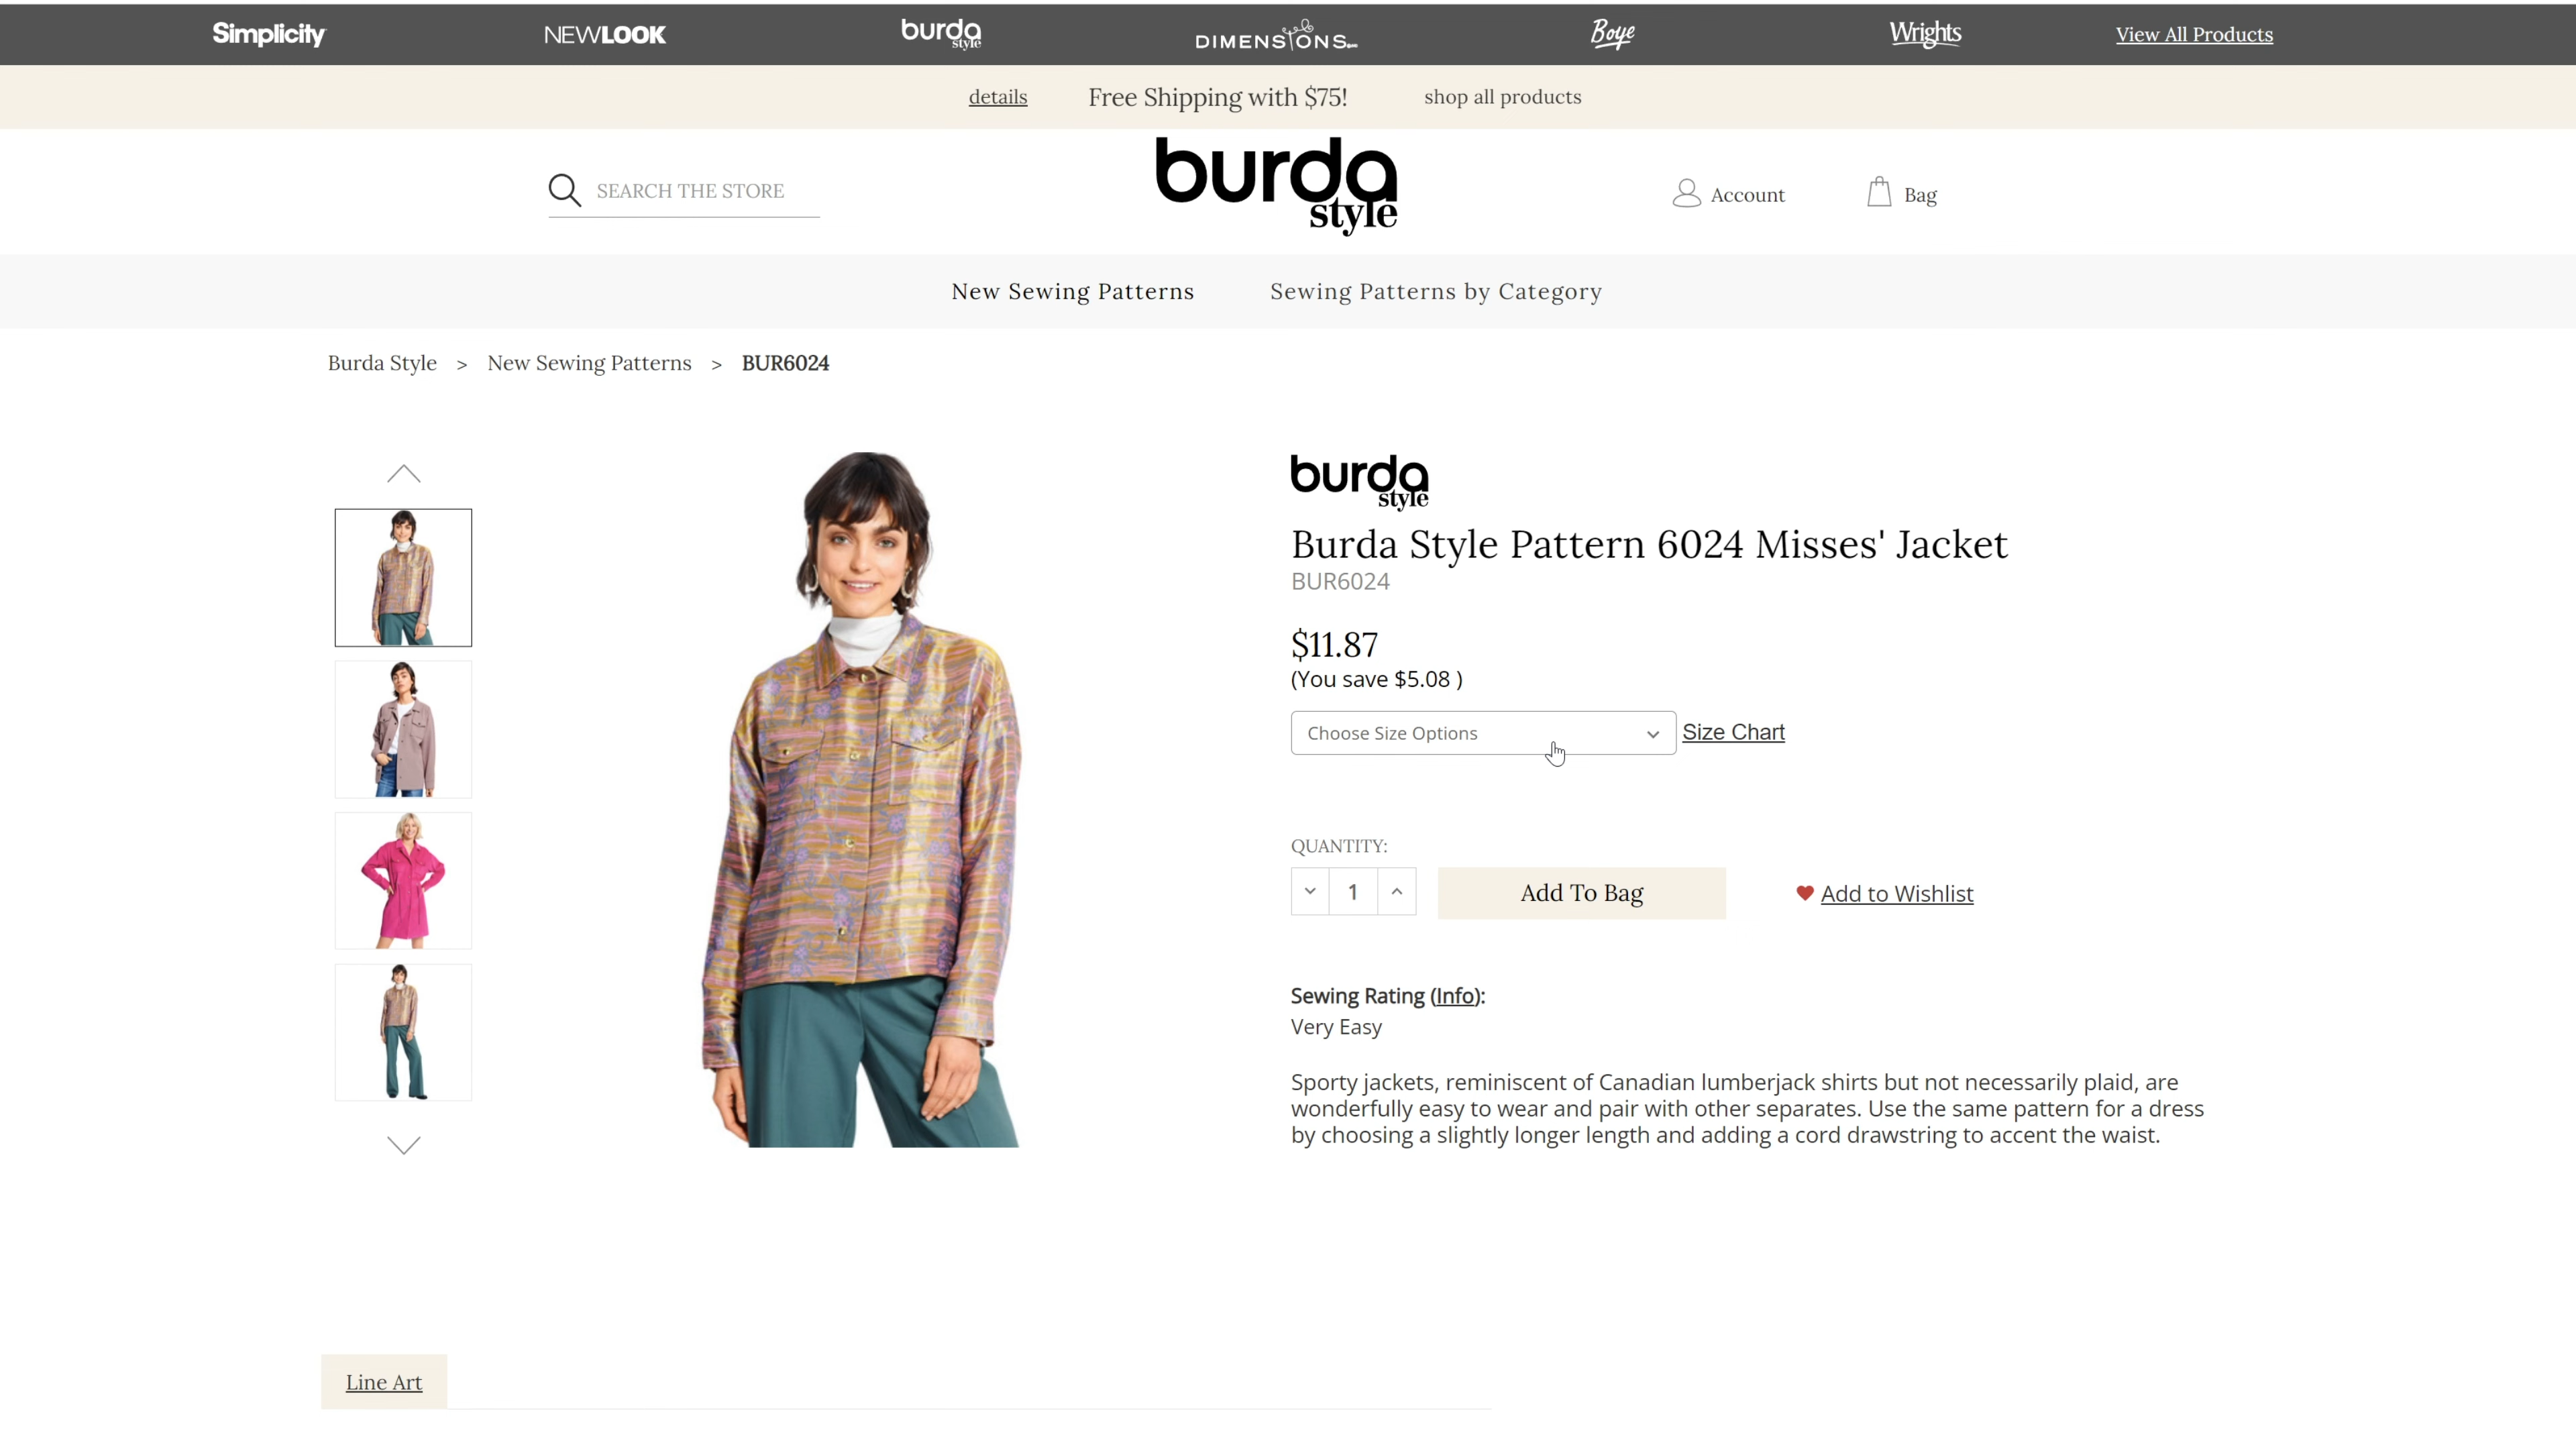 Simplicity
NEWLOOK
burda style
DIMENSIONS
Boye
Wrights
View All Products
details
Free Shipping with $75!
shop all products
SEARCH THE STORE
burda
style
Account
Bag
New Sewing Patterns
Sewing Patterns by Category
Burda Style > New Sewing Patterns > BUR6024
burda
style
Burda Style Pattern 6024 Misses' Jacket
BUR6024
$11.87
(You save $5.08 )
Choose Size Options
Size Chart
QUANTITY:
1
Add To Bag
Add to Wishlist
Sewing Rating (Info):
Very Easy
Sporty jackets, reminiscent of Canadian lumberjack shirts but not necessarily plaid, are
wonderfully easy to wear and pair with other separates. Use the same pattern for a dress
by choosing a slightly longer length and adding a cord drawstring to accent the waist.
Line Art